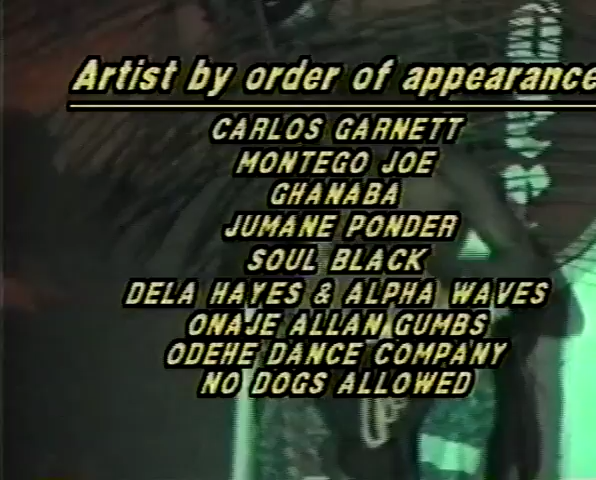 Artist by order of appearance
CARLOS GARNETT
MONTEGO JOE
GHANABA
JUMANE PONDER
SOUL BLACK
DELA HAYES & ALPHA WAVES
ONAJE ALLAN GUMBS
ODEHE DANCE COMPANY
NO DOGS ALLOWED